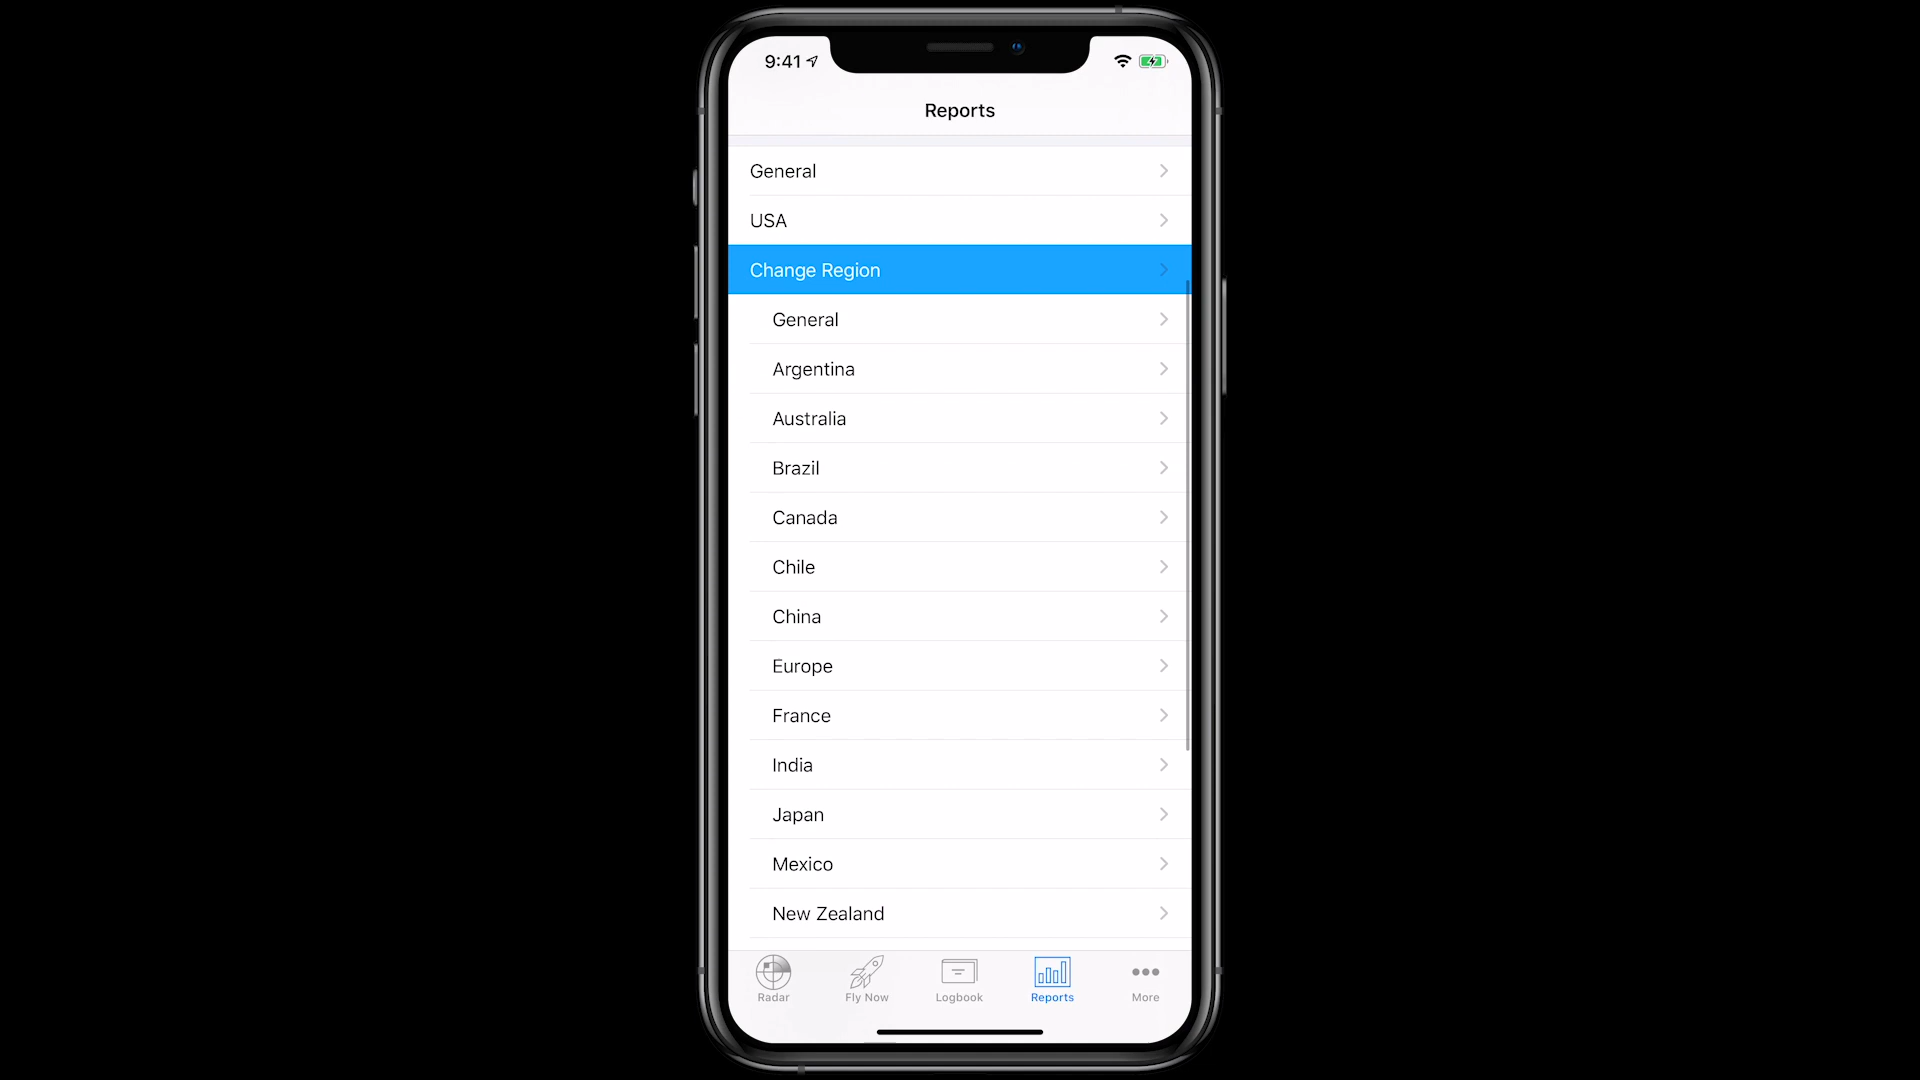 9:41
Reports
General
USA
Change Region
General
Argentina
Australia
Brazil
Canada
Chile
China
Europe
France
India
Japan
Mexico
New Zealand
Radar
Fly Now
Logbook
Reports
More